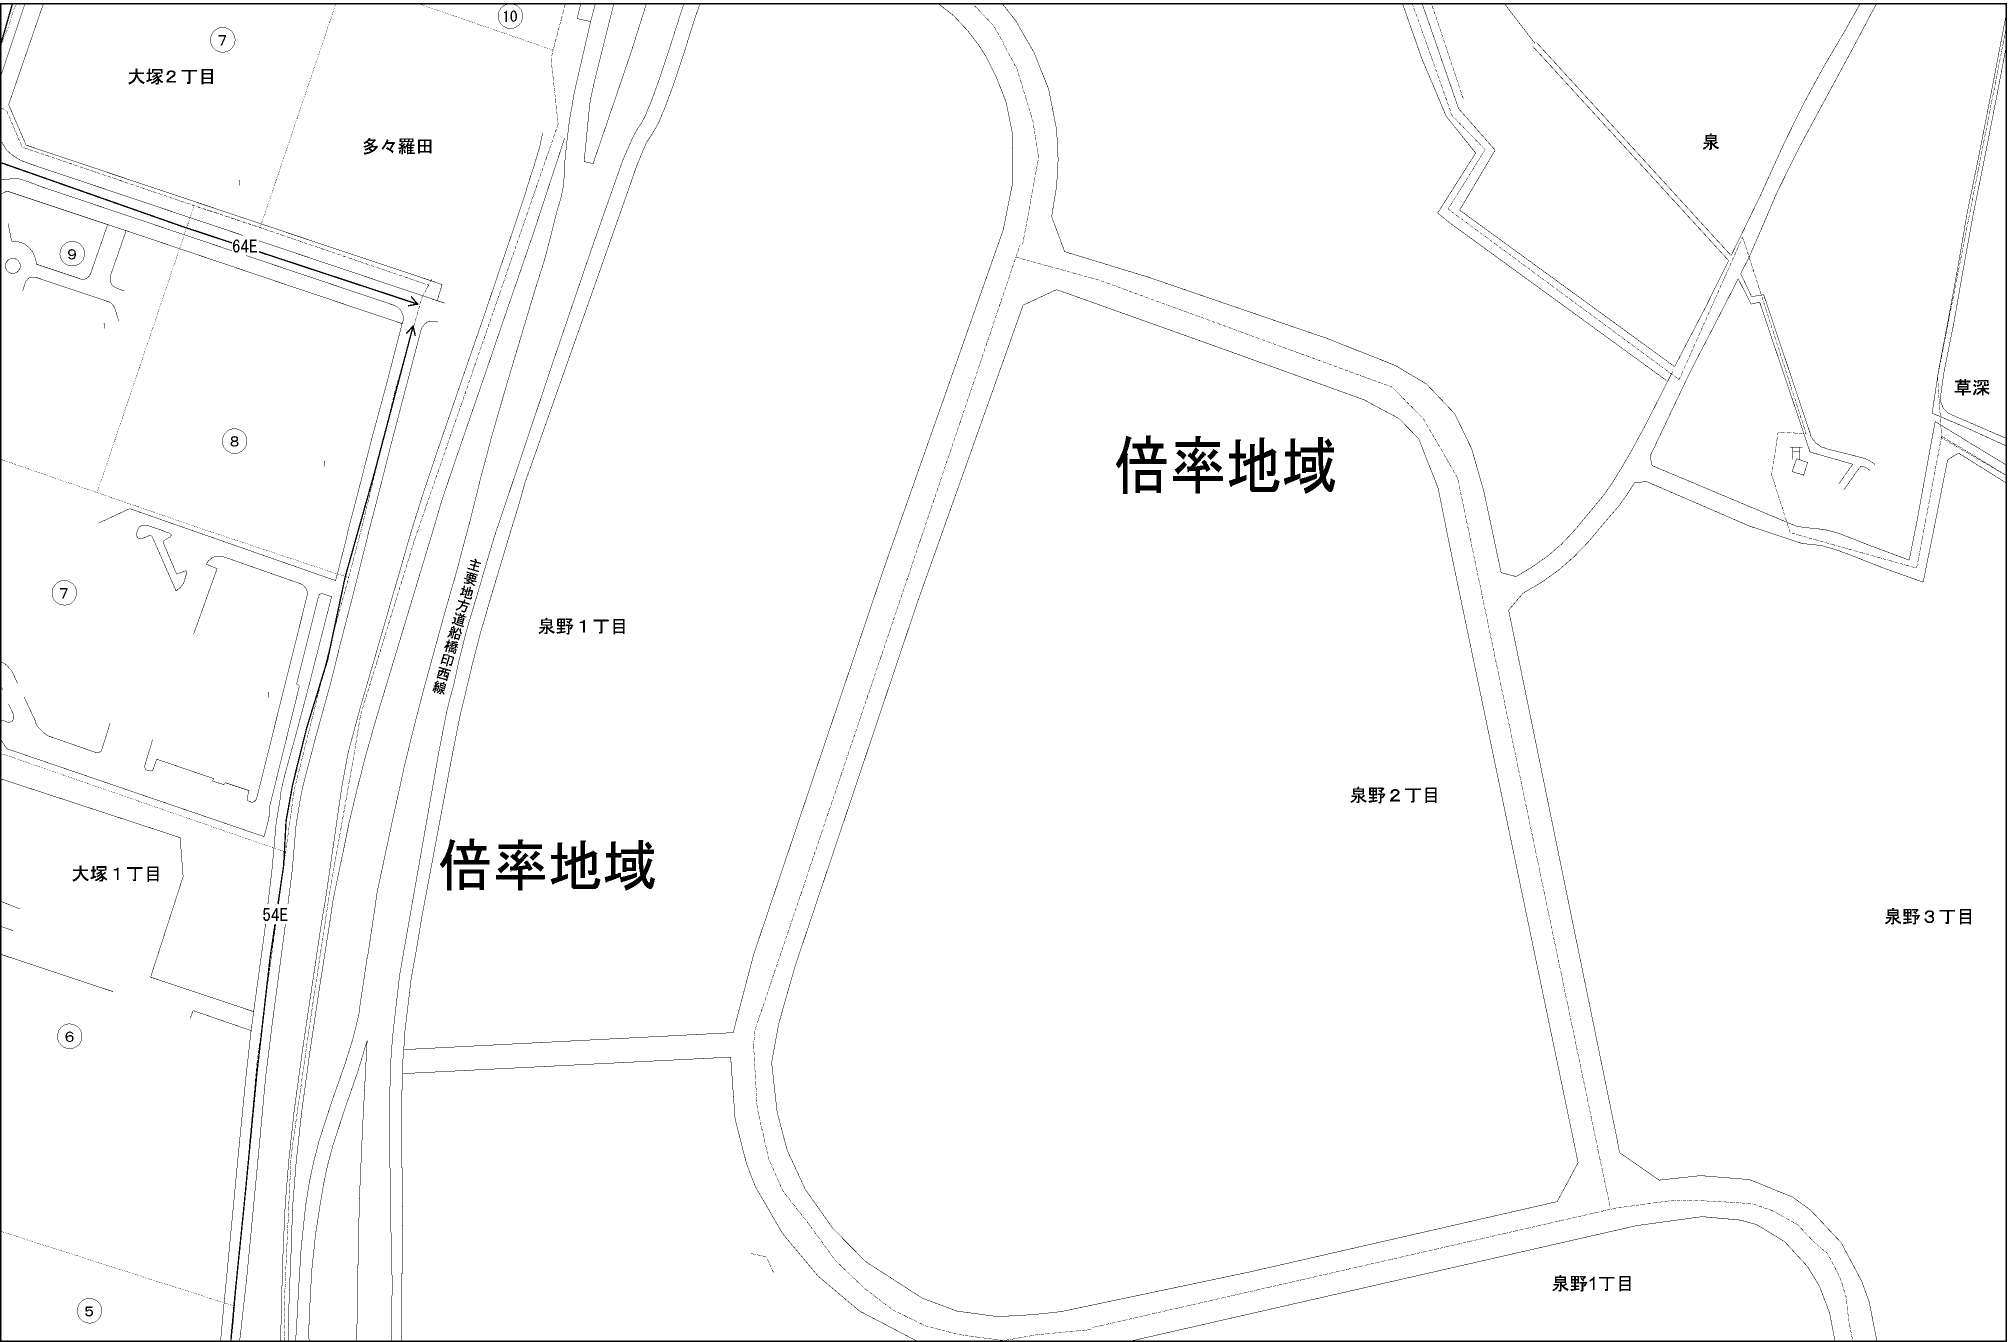 10
7
大塚2丁目
多々羅田
泉
64E
9
草深
8
倍率地域
主要地方道船橋印西線
7
泉野1丁目
泉野2丁目
倍率地域
大塚1丁目
54E
泉野3丁目
6
泉野1丁目
5